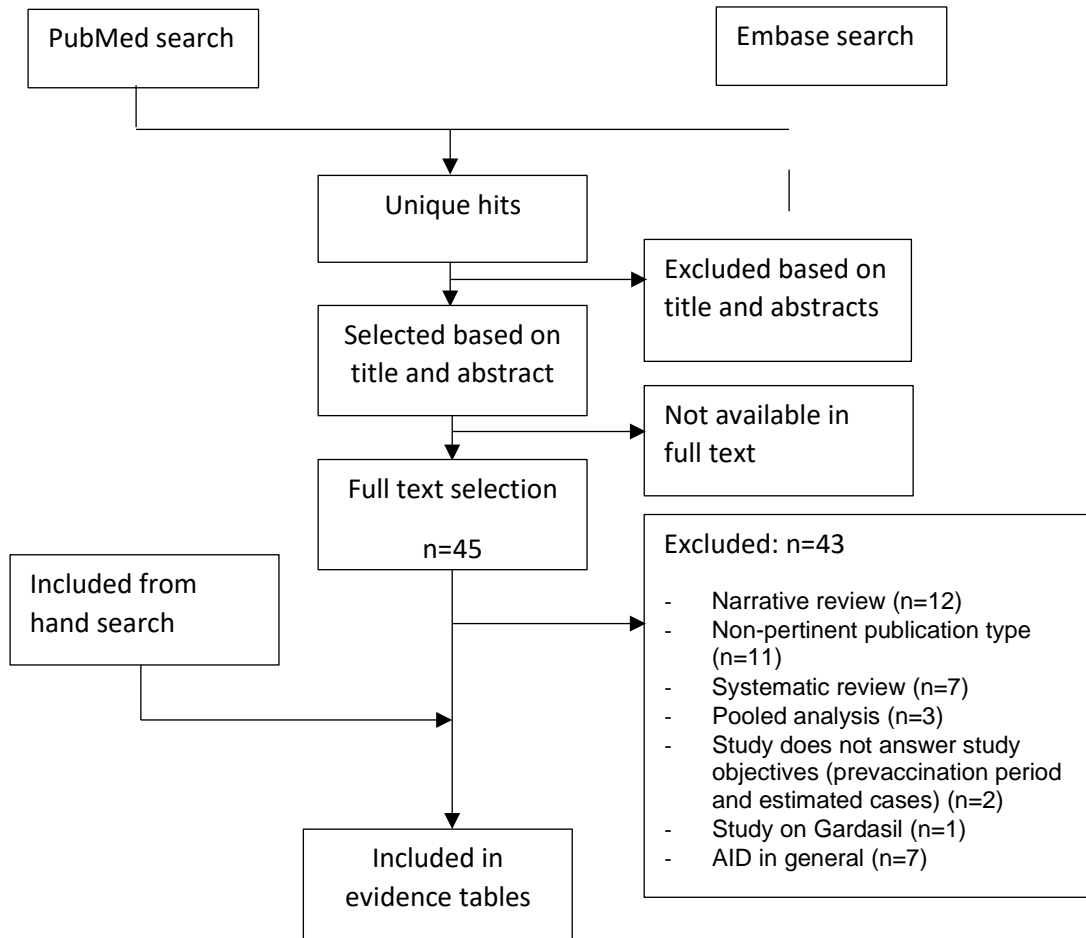 PubMed search
Embase search
Unique hits
Excluded based on
title and abstracts
Selected based on
title and abstract
Not available in
full text
Full text selection
n=45
Included from
hand search
Excluded: n=43
- Narrative review (n=12)
- Non-pertinent publication type
(n=11)
- Systematic review (n=7)
- Pooled analysis (n=3)
- Study does not answer study
objectives (prevaccination period
and estimated cases) (n=2)
- Study on Gardasil (n=1)
- AID in general (n=7)
Included in
evidence tables